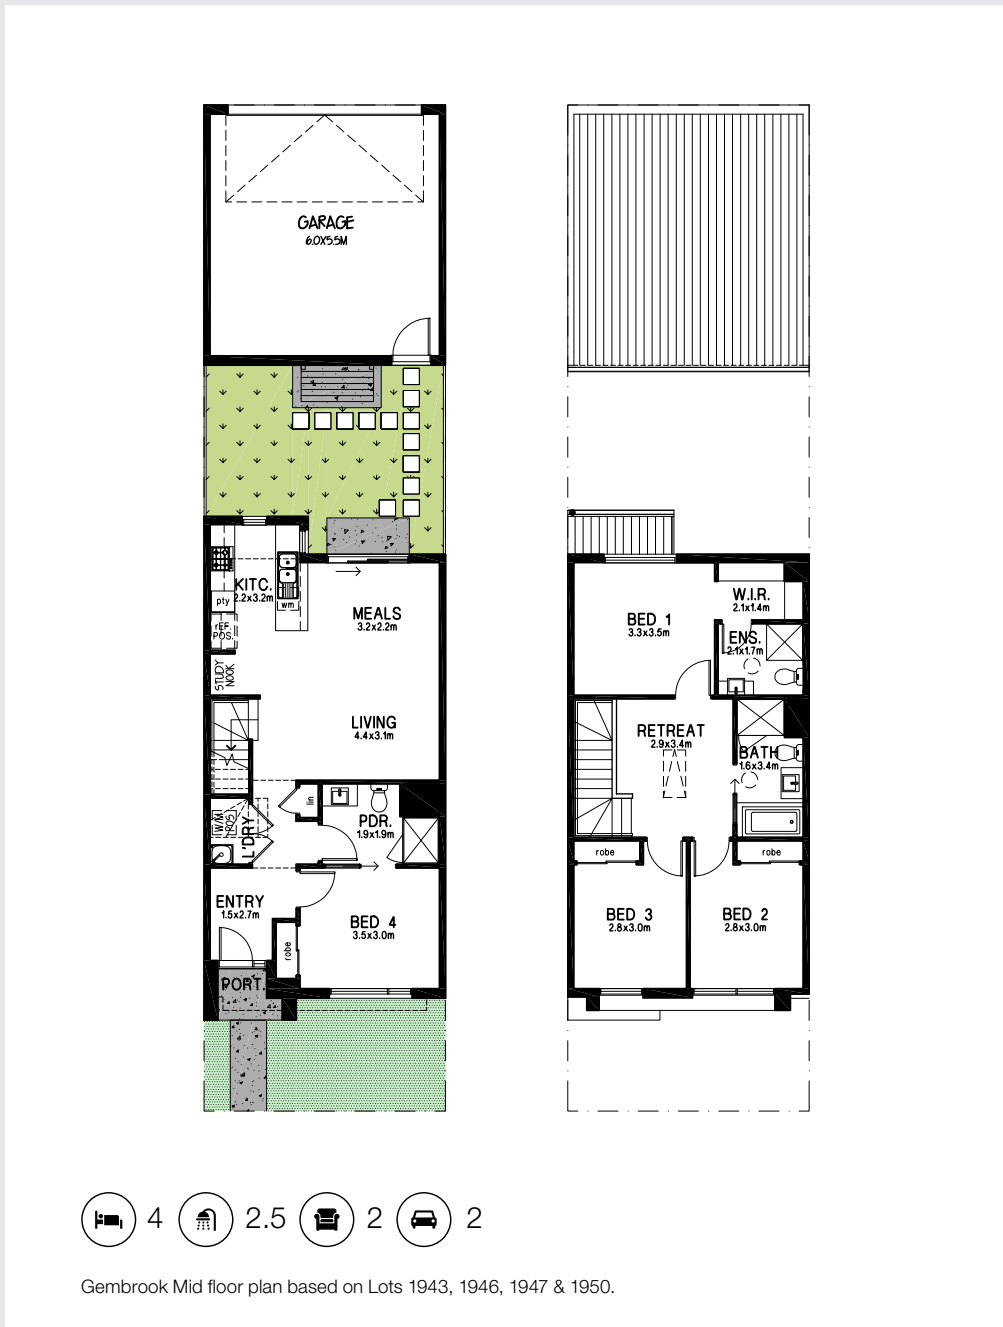 GARAGE
6.0X5.5M
KITC.
2.2x3.2m
pty
wm
rEF.
POS.
STUDY
NOOK
MEALS
3.2x2.2m
LIVING
4.4x3.1m
lin
W/M
POS
L'DRY
PDR.
1.9x1.9m
ENTRY
1.5x2.7m
BED 4
3.5x3.0m
robe
PORT.
BED 1
3.3x3.5m
W.I.R.
2.1x1.4m
ENS.
2.1x1.7m
RETREAT
2.9x3.4m
BATH
1.6x3.4m
robe
robe
BED 3
2.8x3.0m
BED 2
2.8x3.0m
4 2.5 2 2
Gembrook Mid floor plan based on Lots 1943, 1946, 1947 & 1950.